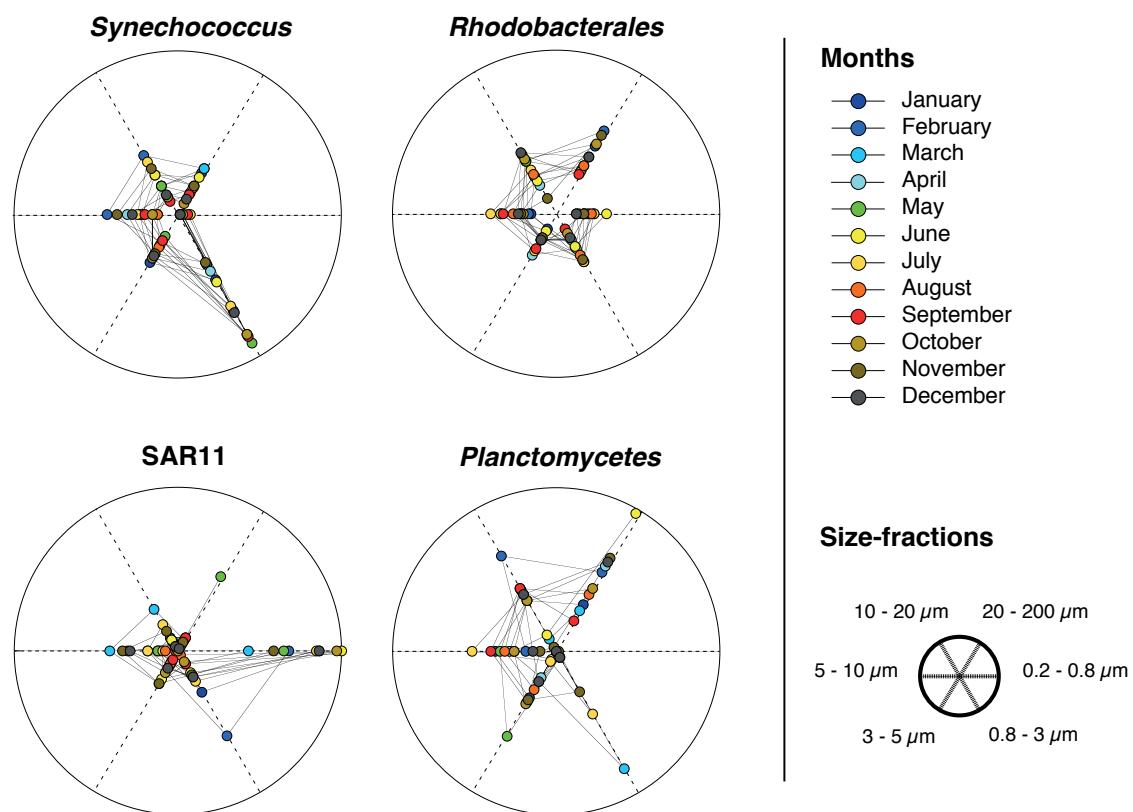 Synechococcus
Rhodobacterales
SAR11
Planctomycetes
Months
January
February
March
April
May
June
July
August
September
October
November
December
Size-fractions
10 - 20 µm
20 - 200 µm
5 - 10 µm
0.2 - 0.8 µm
3 - 5 µm
0.8 - 3 µm